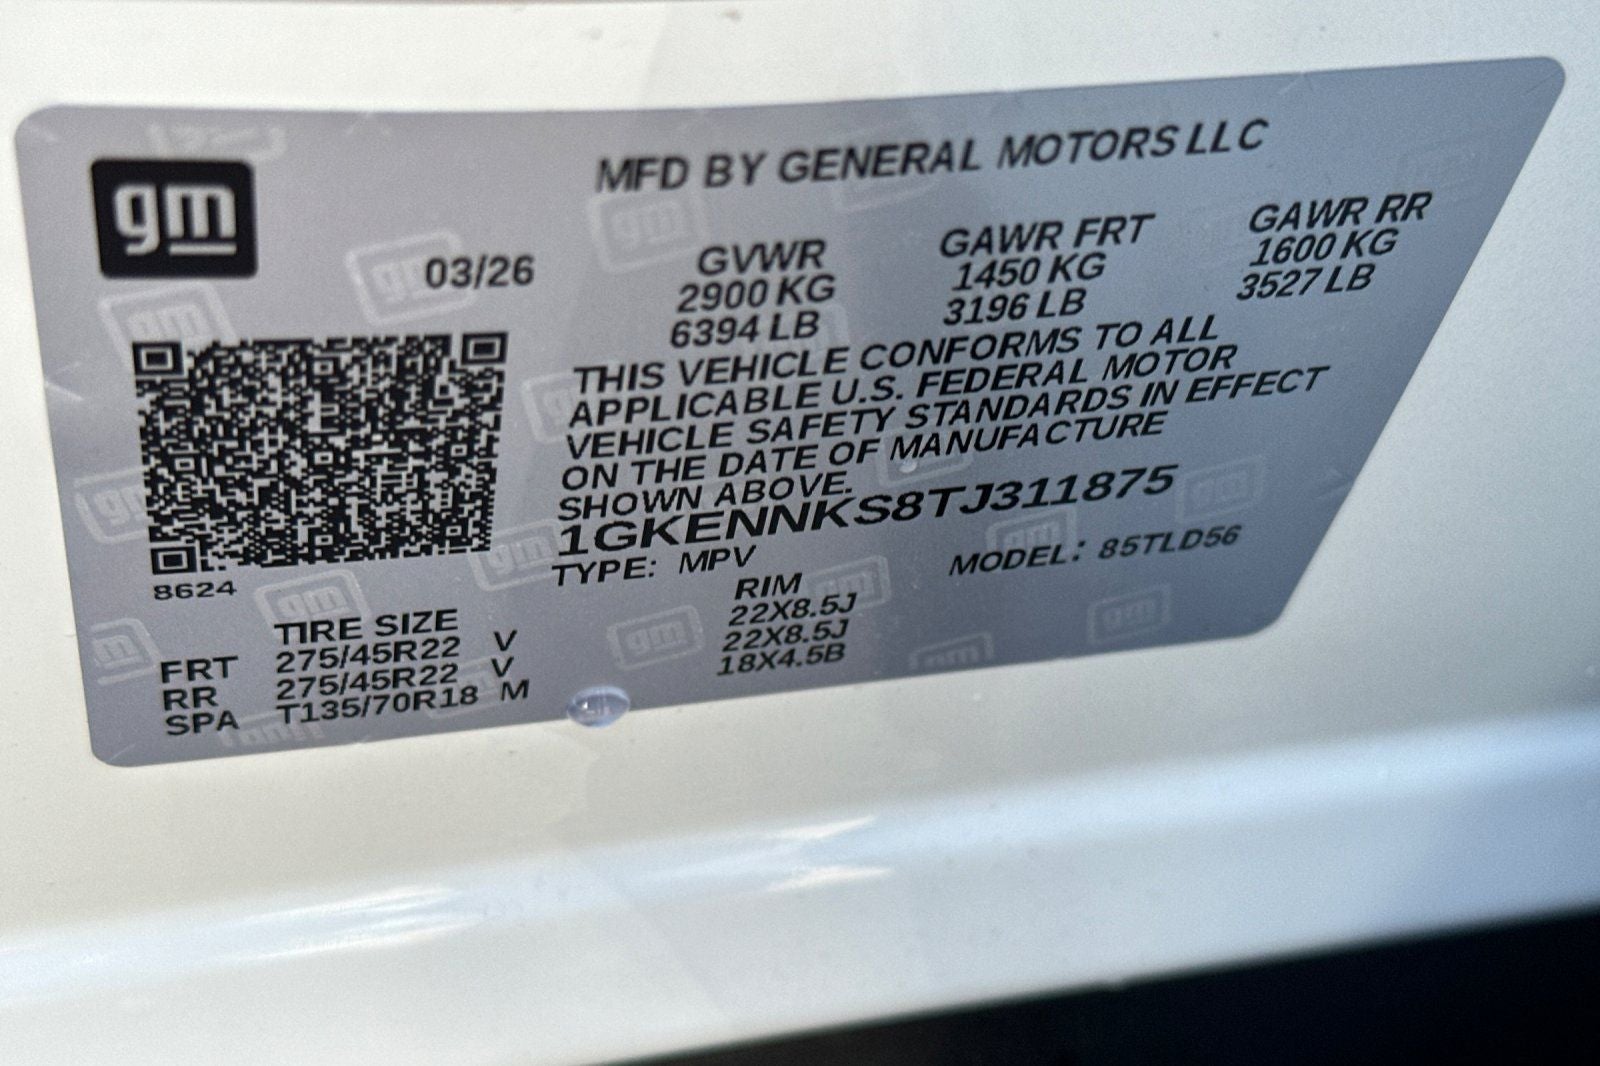 gm
MFD BY GENERAL MOTORS LLC
03/26
GVWR GAWR FRT GAWR RR
2900 KG 1450 KG 1600 KG
6394 LB 3196 LB 3527 LB
THIS VEHICLE CONFORMS TO ALL
APPLICABLE U.S. FEDERAL MOTOR
VEHICLE SAFETY STANDARDS IN EFFECT
ON THE DATE OF MANUFACTURE
SHOWN ABOVE.
1GKENNKS8TJ311875
TYPE: MPV MODEL: 85TLD56
8624
TIRE SIZE RIM
FRT 275/45R22 V 22X8.5J
RR 275/45R22 V 22X8.5J
SPA T135/70R18 M 18X4.5B